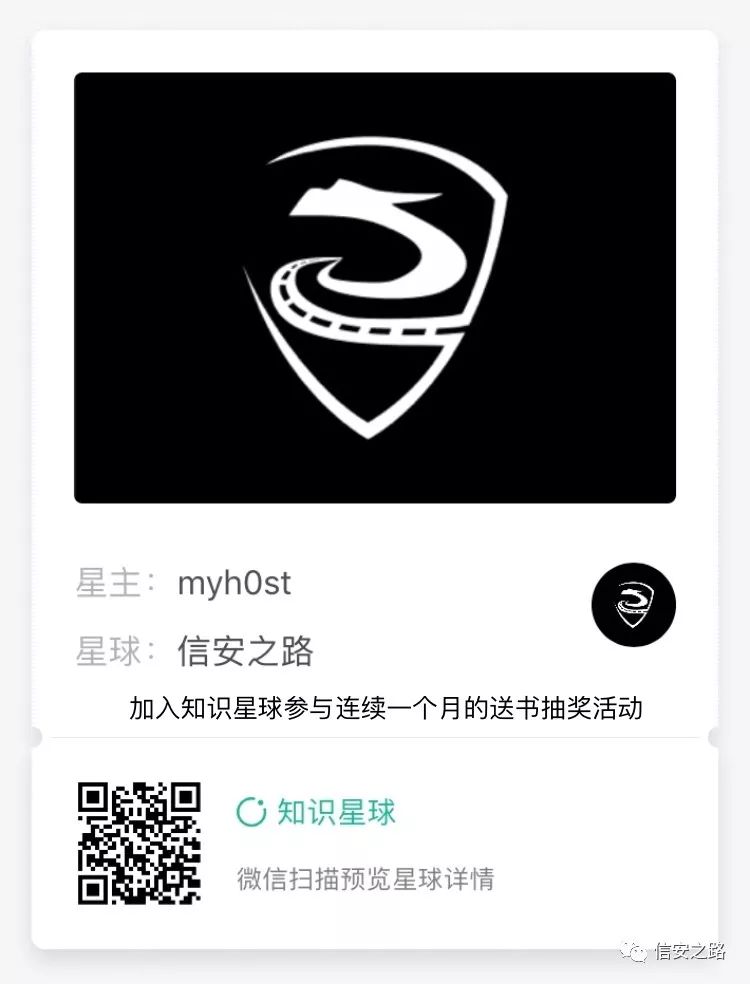 星主：myh0st
星球：信安之路
加入知识星球参与连续一个月的送书抽奖活动
知识星球
微信扫描预览星球详情
信安之路